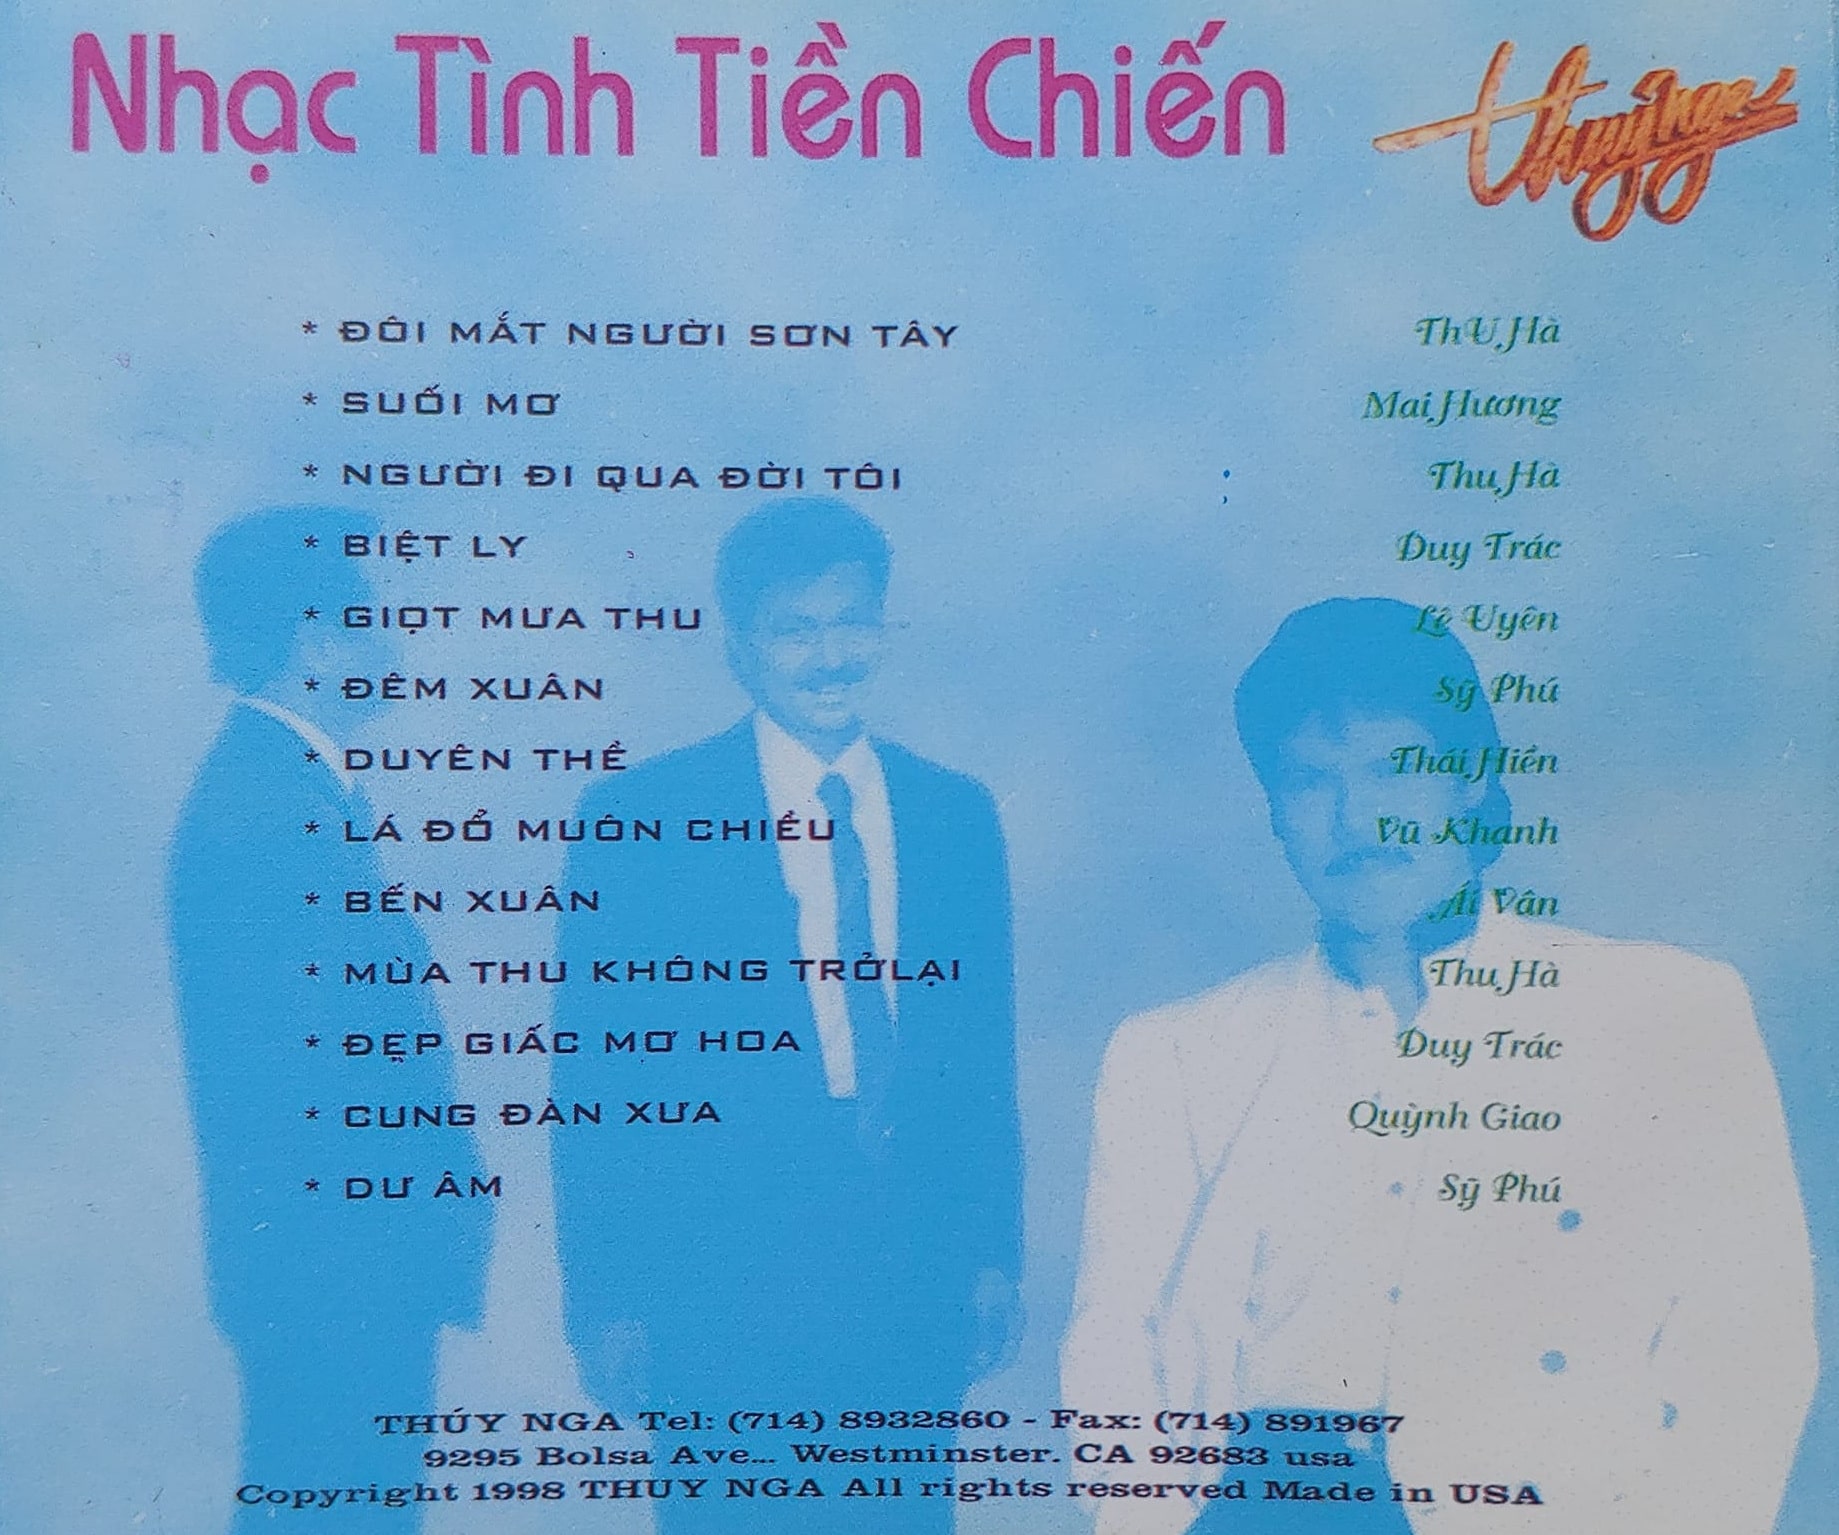 Nhạc Tình Tiền Chiến
Thuý Nga
* ĐÔI MẮT NGƯỜI SƠN TÂY ThU Hà
* SUỐI MƠ Mai Hương
* NGƯỜI ĐI QUA ĐỜI TÔI Thu Hà
* BIỆT LY Duy Trác
* GIỌT MƯA THU Lê Uyên
* ĐÊM XUÂN Sỹ Phú
* DUYÊN THỀ Thái Hiền
* LÁ ĐỔ MUÔN CHIỀU Vũ Khanh
* BẾN XUÂN Ái Vân
* MÙA THU KHÔNG TRỞLẠI Thu Hà
* ĐẸP GIẤC MƠ HOA Duy Trác
* CUNG ĐÀN XƯA Quỳnh Giao
* DƯ ÂM Sỹ Phú
THÚY NGA Tel: (714) 8932860 - Fax: (714) 891967
9295 Bolsa Ave... Westminster. CA 92683 usa
Copyright 1998 THUY NGA All rights reserved Made in USA